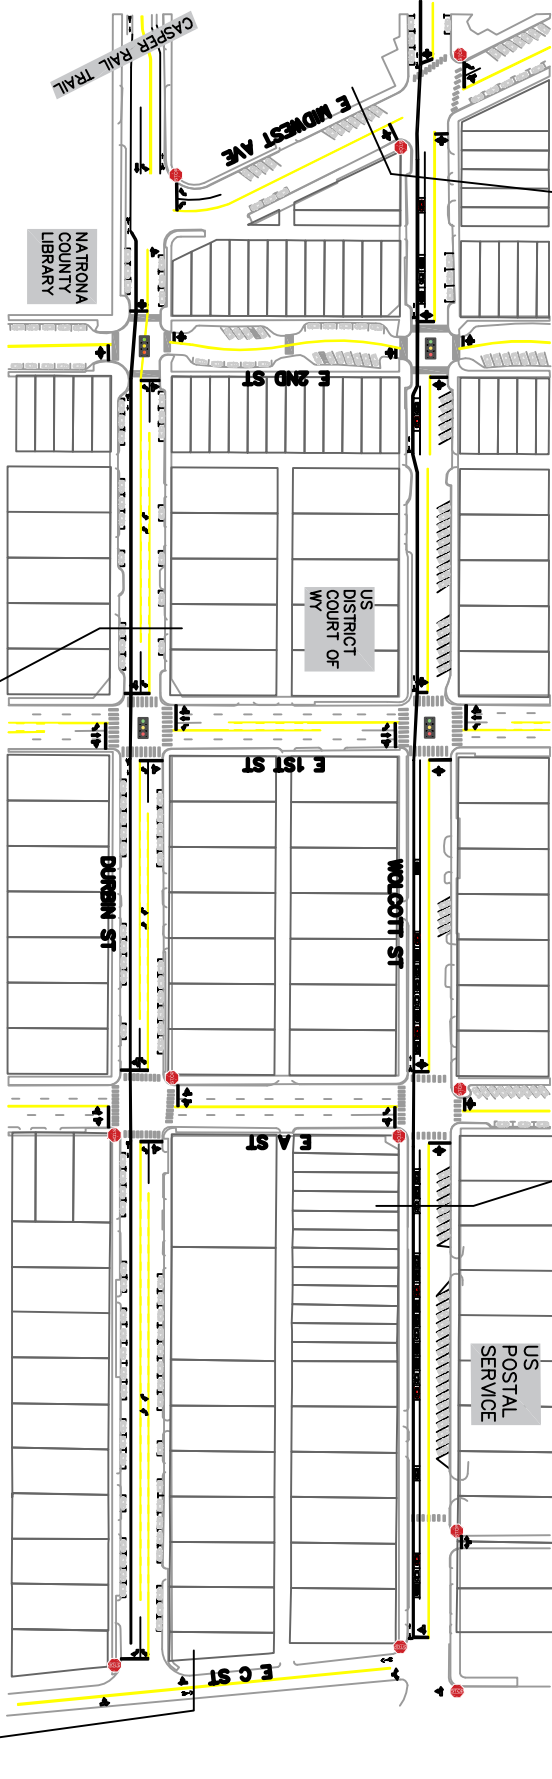 CASPER RAIL TRAIL
E MIDWEST AVE
NATRONA
COUNTY
LIBRARY
E 2ND ST
US
DISTRICT
COURT OF
WY
E 1ST ST
DURBIN ST
WOLCOTT ST
E A ST
US
POSTAL
SERVICE
E C ST